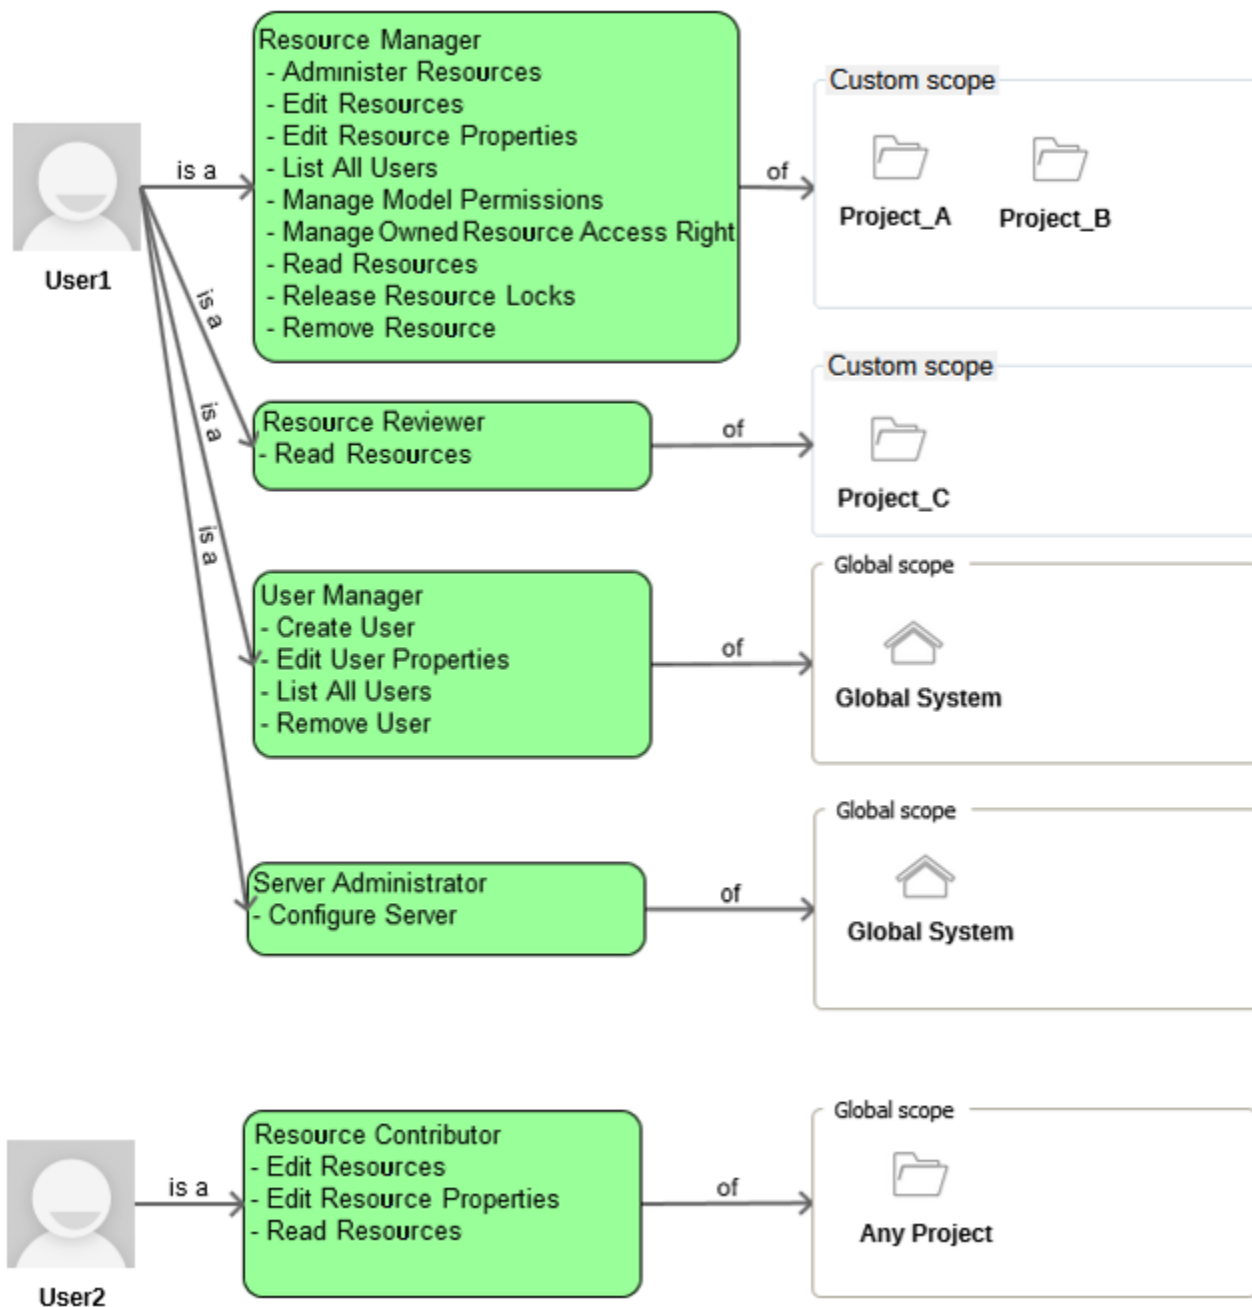 Resource Manager
- Administer Resources
- Edit Resources
- Edit Resource Properties
- List All Users
- Manage Model Permissions
- Manage Owned Resource Access Right
- Read Resources
- Release Resource Locks
- Remove Resource
is a
User1
of
Custom scope
Project_A
Project_B
is a
Resource Reviewer
- Read Resources
of
Custom scope
Project_C
is a
User Manager
- Create User
- Edit User Properties
- List All Users
- Remove User
of
Global scope
Global System
is a
Server Administrator
- Configure Server
of
Global scope
Global System
User2
is a
Resource Contributor
- Edit Resources
- Edit Resource Properties
- Read Resources
of
Global scope
Any Project